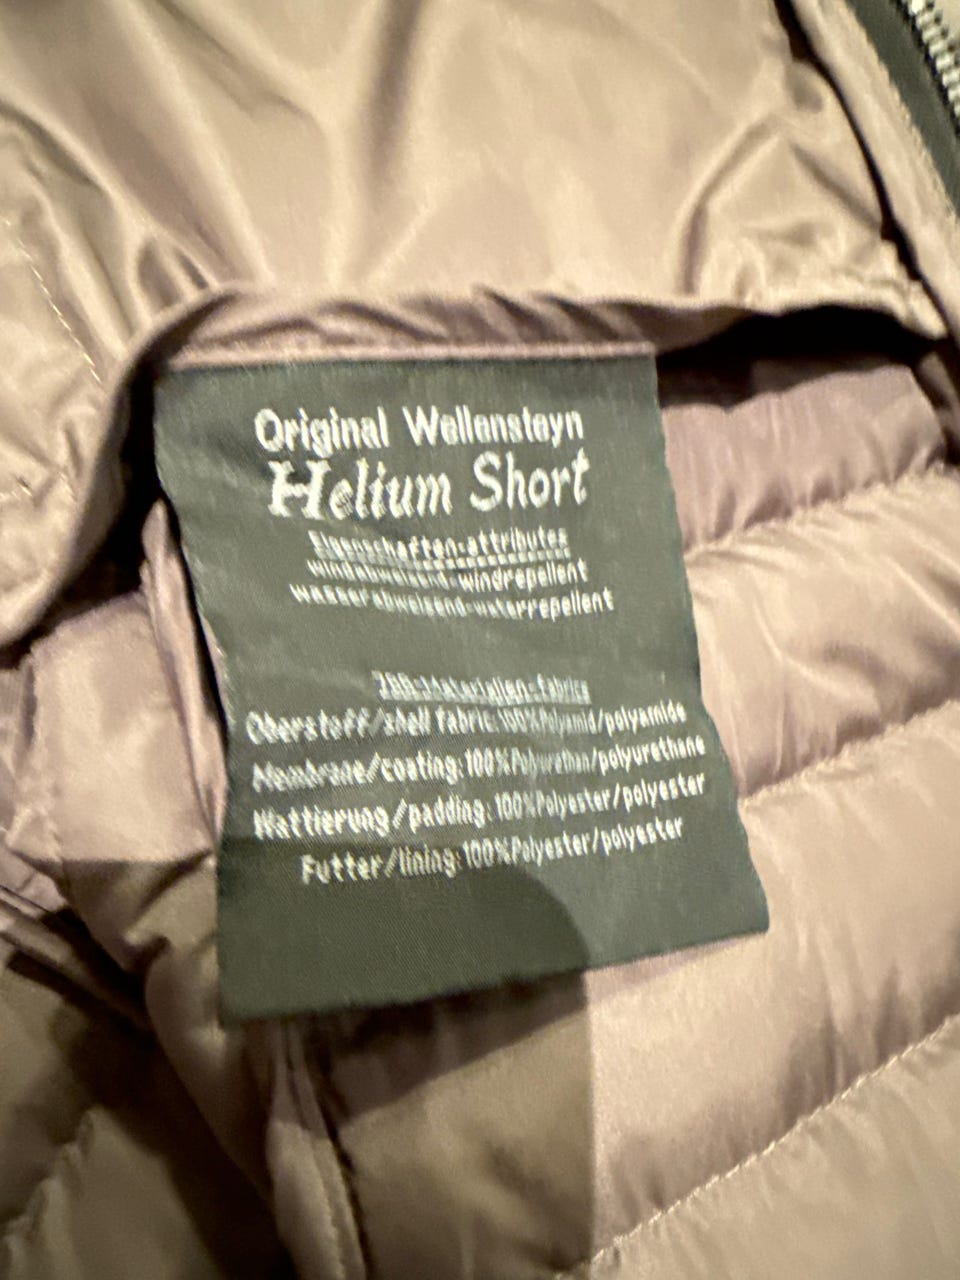 Original Wellensteyn
Helium Short
Eigenschaften-attributes
windabweisend-windrepellent
wasserabweisend-waterrepellent
Materialien-fabrics
Oberstoff/shell fabric:100%Polyamid/polyamide
Membrane/coating:100%Polyurethan/polyurethane
Wattierung/padding:100%Polyester/polyester
Futter/lining:100%Polyester/polyester